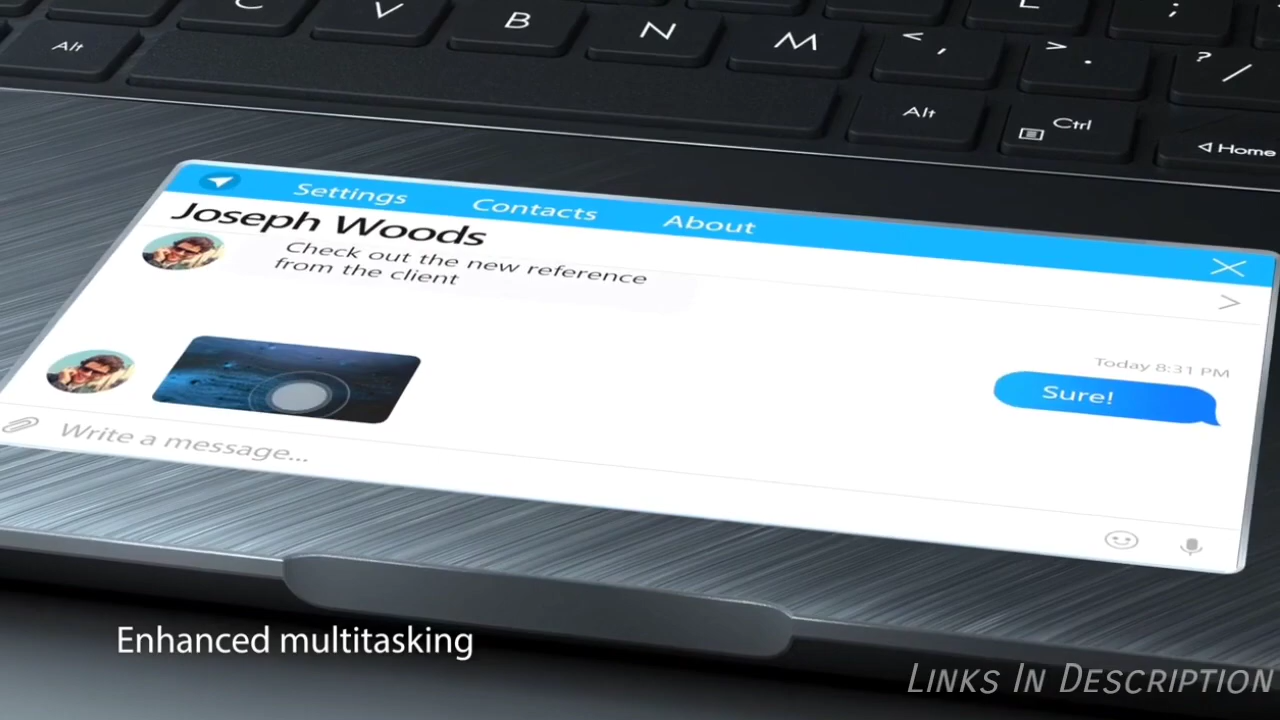 C V B N M < , > . ? /
L ;
Alt
Alt
Ctrl
Home
Settings Contacts About
Joseph Woods
Check out the new reference
from the client
Today 8:31 PM
Sure!
Write a message...
Enhanced multitasking
LINKS IN DESCRIPTION